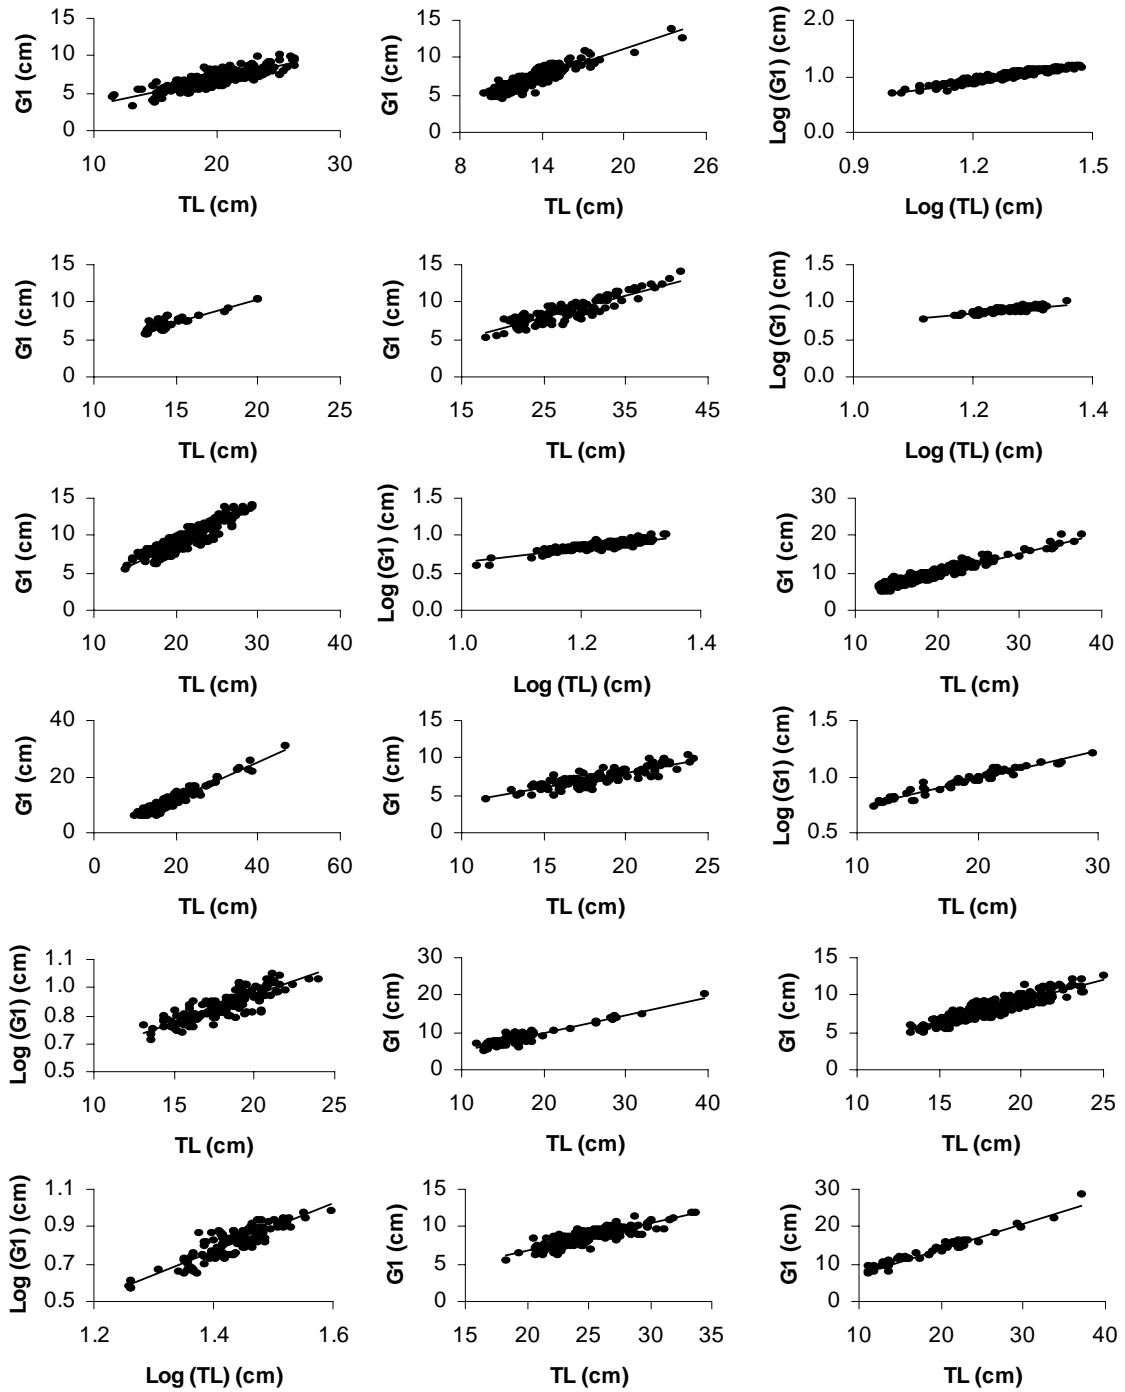 15 15 2.0
10 10
5 5 1.0
0 0 0.0
10 20 30 8 14 20 26 0.9 1.2 1.5
G1 (cm) G1 (cm) Log (G1) (cm)
TL (cm) TL (cm) Log (TL) (cm)
15 15 1.5
10 10 1.0
5 5 0.5
0 0 0.0
10 15 20 25 15 25 35 45 1.0 1.2 1.4
G1 (cm) G1 (cm) Log (G1) (cm)
TL (cm) TL (cm) Log (TL) (cm)
15 1.5 30
10 1.0 20
5 0.5 10
0 0.0 0
10 20 30 40 1.0 1.2 1.4 10 20 30 40
G1 (cm) Log (G1) (cm) G1 (cm)
TL (cm) Log (TL) (cm) TL (cm)
40 15 1.5
20 10 1.0
5
0 0 0.5
0 20 40 60 10 15 20 25 10 20 30
G1 (cm) G1 (cm) Log (G1) (cm)
TL (cm) TL (cm) TL (cm)
1.1 30 15
1.0 20 10
0.8
0.7 10 5
0.5 0 0
10 15 20 25 10 20 30 40 10 15 20 25
Log (G1) (cm) G1 (cm) G1 (cm)
TL (cm) TL (cm) TL (cm)
1.1 15 30
0.9 10 20
0.7 5 10
0.5 0 0
1.2 1.4 1.6 15 20 25 30 35 10 20 30 40
Log (G1) (cm) G1 (cm) G1 (cm)
Log (TL) (cm) TL (cm) TL (cm)